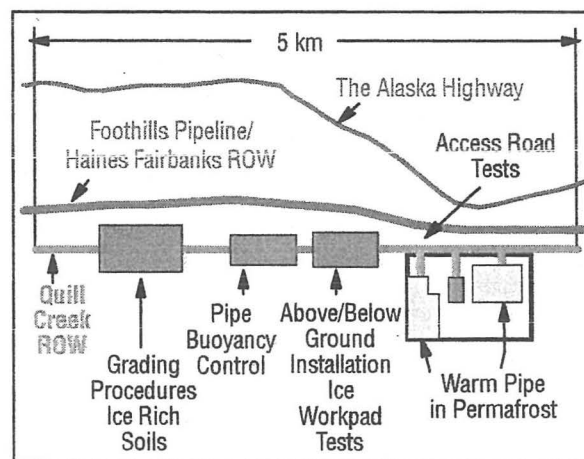 5 km
The Alaska Highway
Foothills Pipeline/
Haines Fairbanks ROW
Access Road
Tests
Quill
Creek
ROW
Grading
Procedures
Ice Rich
Soils
Pipe
Buoyancy
Control
Above/Below
Ground
Installation
Ice
Workpad
Tests
Warm Pipe
in Permafrost